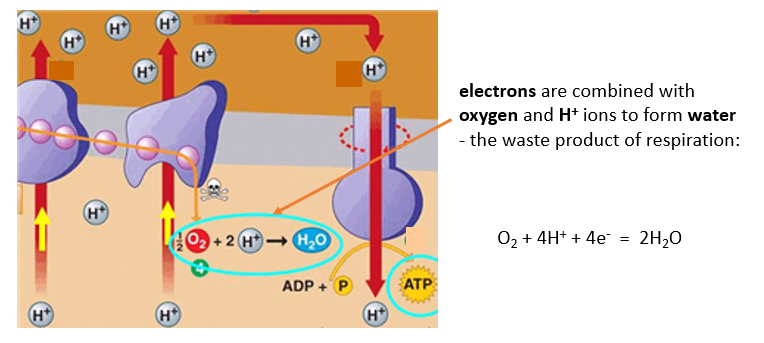 H⁺
H⁺
H⁺
H⁺
H⁺
H⁺
H⁺
H⁺
electrons are combined with
oxygen and H⁺ ions to form water
- the waste product of respiration:
H⁺
½ O₂ + 2 H⁺ → H₂O
4
O₂ + 4H⁺ + 4e⁻ = 2H₂O
ADP + P
ATP
H⁺
H⁺
H⁺